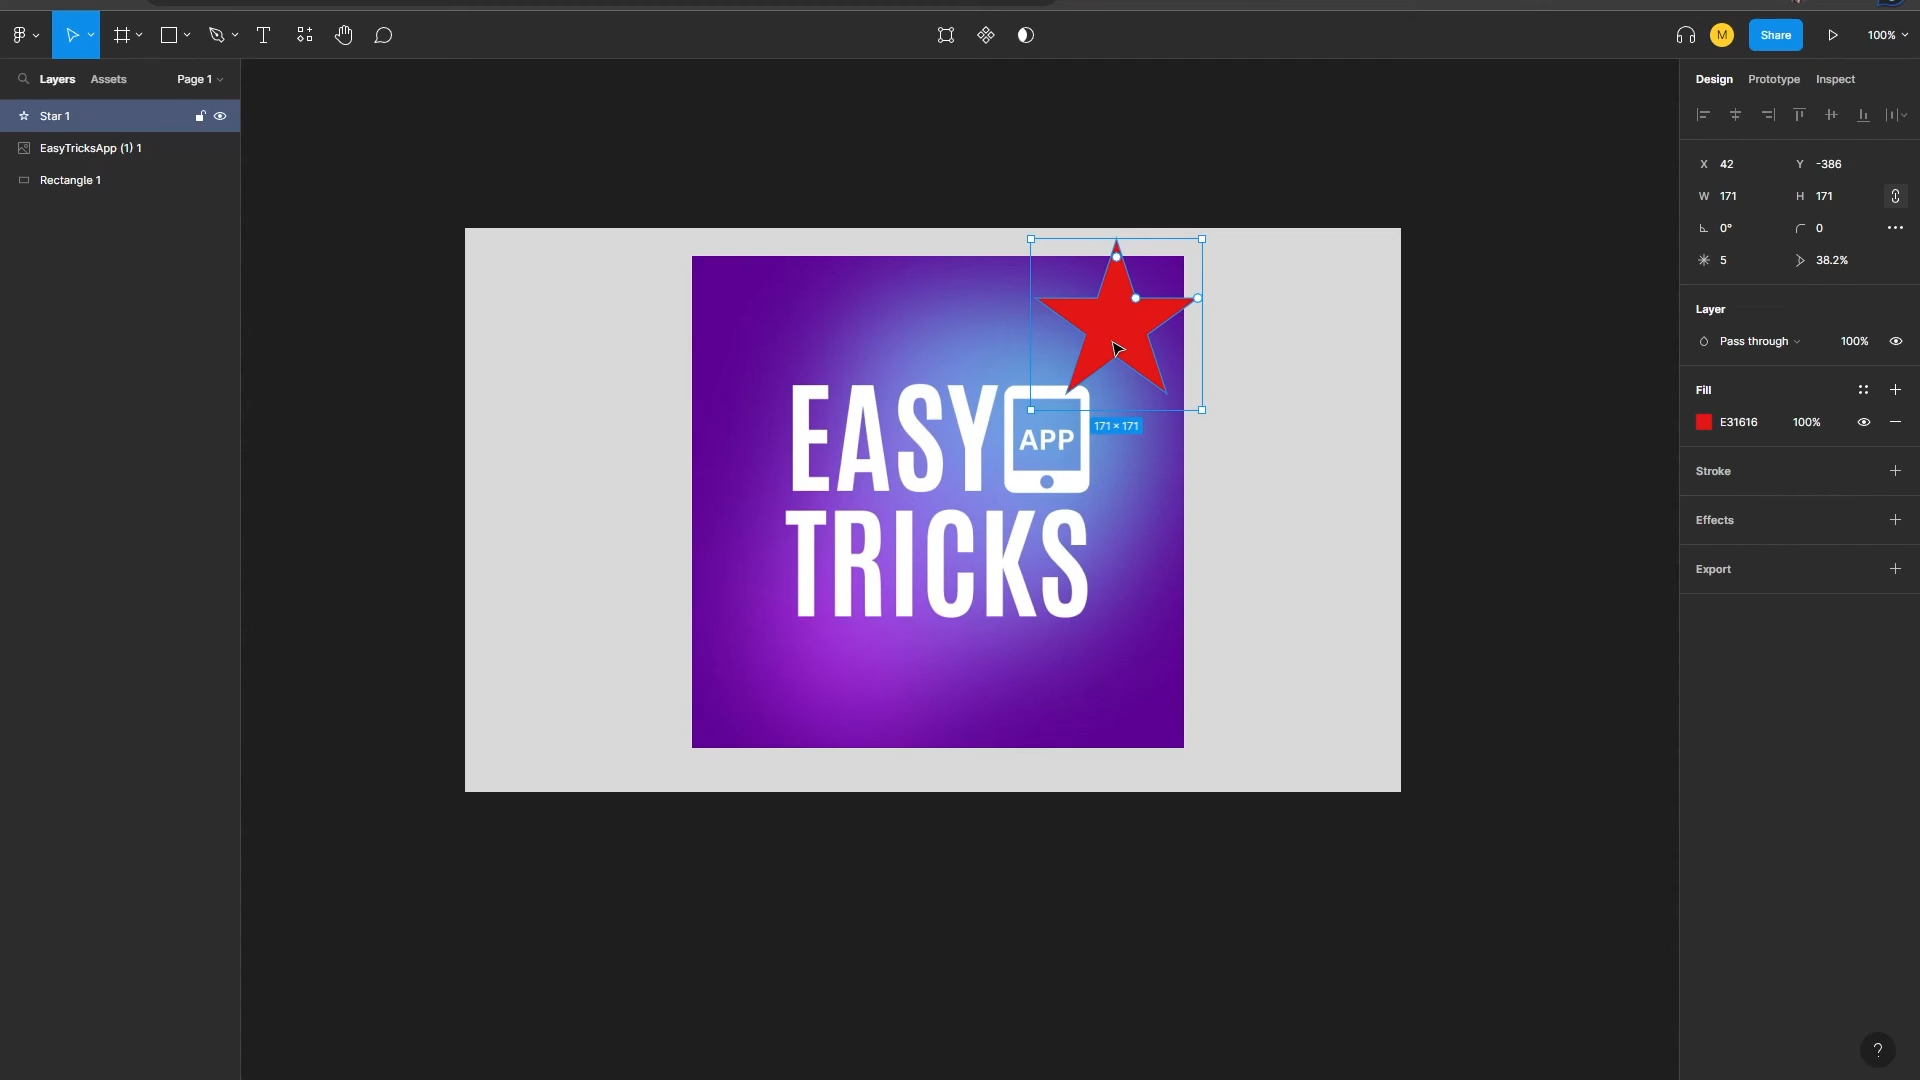 M
Share
100%
Layers
Assets
Page 1
Design
Prototype
Inspect
Star 1
EasyTricksApp (1) 1
Rectangle 1
X 42
Y -386
W 171
H 171
0°
0
5
38.2%
Layer
Pass through
100%
Fill
E31616
100%
Stroke
Effects
Export
EASY
APP
171 × 171
TRICKS
?